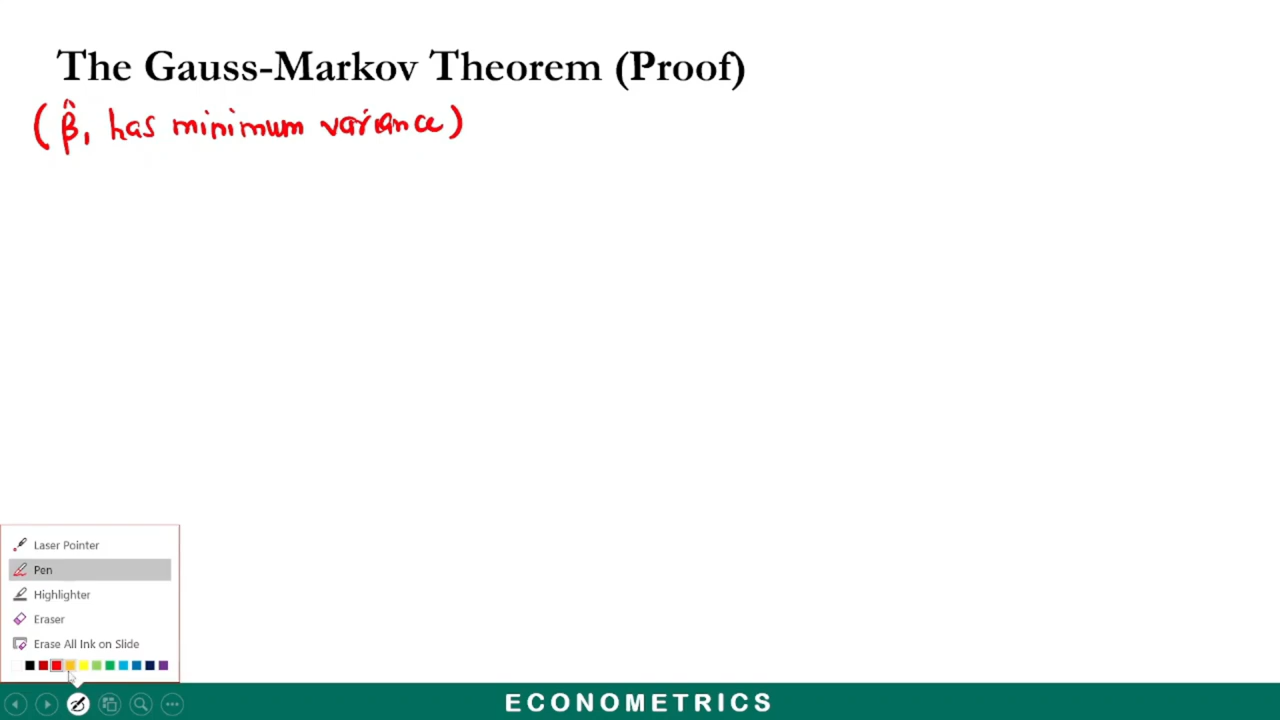 The Gauss-Markov Theorem (Proof)
(β̂₁ has minimum variance)
Laser Pointer
Pen
Highlighter
Eraser
Erase All Ink on Slide
ECONOMETRICS